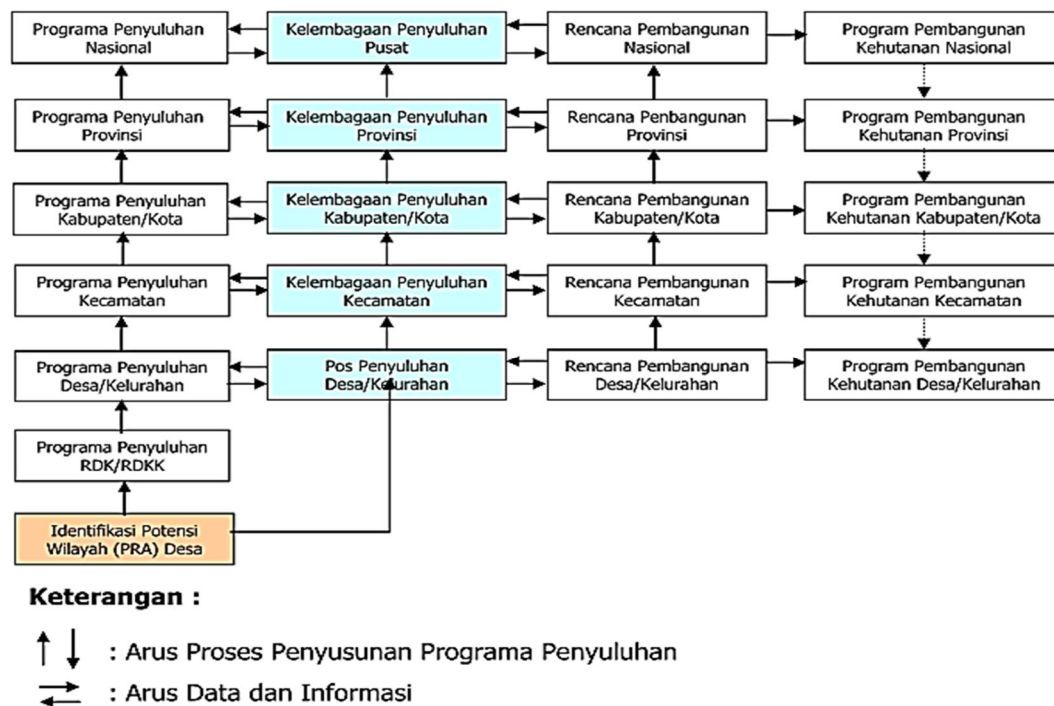 Programa Penyuluhan
Nasional
Kelembagaan Penyuluhan
Pusat
Rencana Pembangunan
Nasional
Program Pembangunan
Kehutanan Nasional
Programa Penyuluhan
Provinsi
Kelembagaan Penyuluhan
Provinsi
Rencana Penbangunan
Provinsi
Program Pembangunan
Kehutanan Provinsi
Programa Penyuluhan
Kabupaten/Kota
Kelembagaan Penyuluhan
Kabupaten/Kota
Rencana Pembangunan
Kabupaten/Kota
Program Pembangunan
Kehutanan Kabupaten/Kota
Programa Penyuluhan
Kecamatan
Kelembagaan Penyuluhan
Kecamatan
Rencana Pembangunan
Kecamatan
Program Pembangunan
Kehutanan Kecamatan
Programa Penyuluhan
Desa/Kelurahan
Pos Penyuluhan
Desa/Kelurahan
Rencana Pembangunan
Desa/Kelurahan
Program Pembangunan
Kehutanan Desa/Kelurahan
Programa Penyuluhan
RDK/RDKK
Identifikasi Potensi
Wilayah (PRA) Desa
Keterangan :
: Arus Proses Penyusunan Programa Penyuluhan
: Arus Data dan Informasi